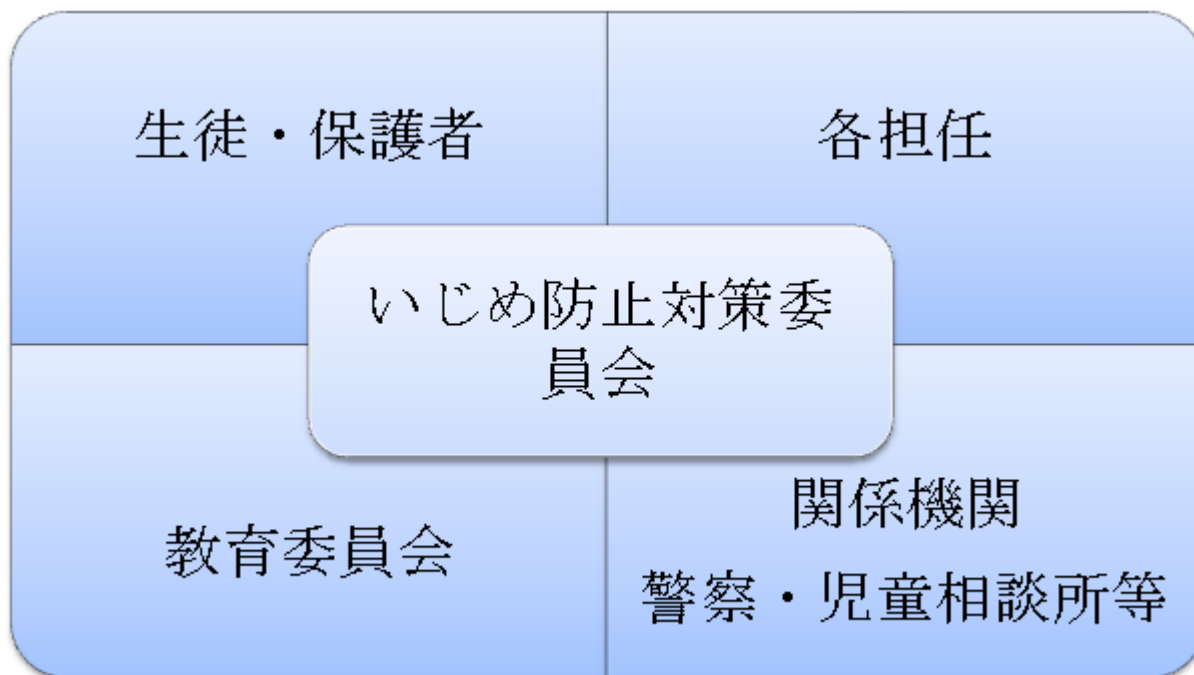 生徒・保護者
各担任
いじめ防止対策委
員会
教育委員会
関係機関
警察・児童相談所等